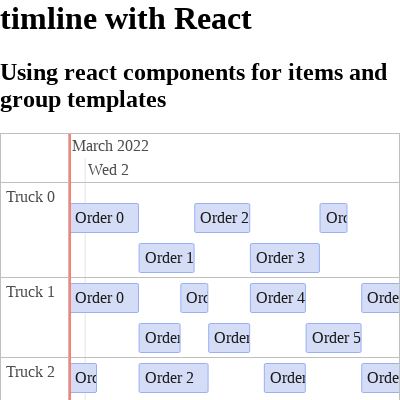 timline with React
Using react components for items and
group templates
March 2022
Wed 2
Truck 0
Order 0
Order 2
Orc
Order 1
Order 3
Truck 1
Order 0
Orc
Order 4
Orde
Order
Order
Order 5
Truck 2
Orc
Order 2
Order
Orde